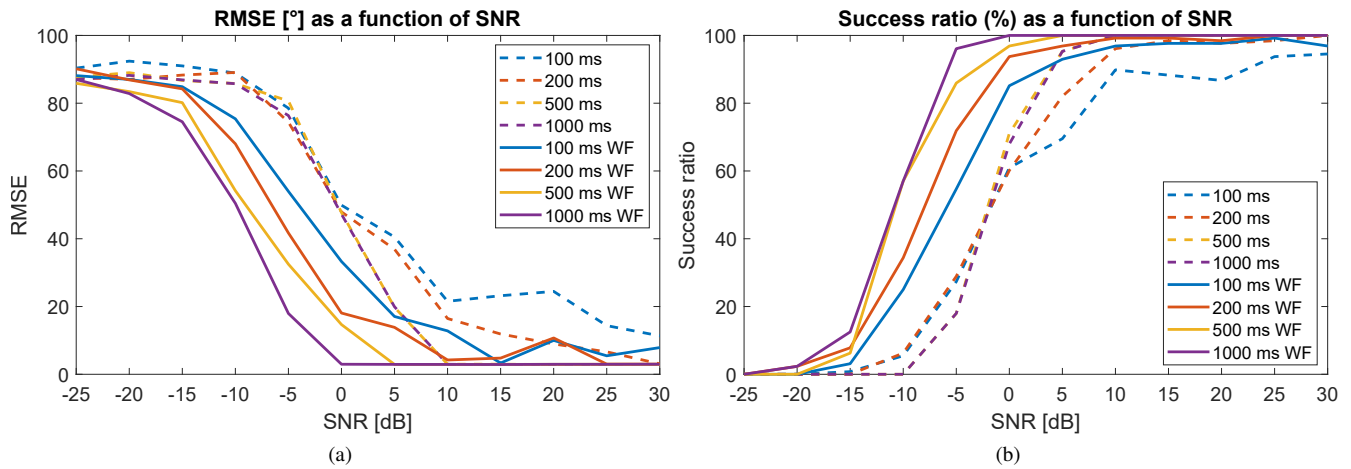 RMSE [°] as a function of SNR
100
80
60
40
20
0
RMSE
-25 -20 -15 -10 -5 0 5 10 15 20 25 30
SNR [dB]
100 ms
200 ms
500 ms
1000 ms
100 ms WF
200 ms WF
500 ms WF
1000 ms WF
(a)
Success ratio (%) as a function of SNR
100
80
60
40
20
0
Success ratio
-25 -20 -15 -10 -5 0 5 10 15 20 25 30
SNR [dB]
100 ms
200 ms
500 ms
1000 ms
100 ms WF
200 ms WF
500 ms WF
1000 ms WF
(b)